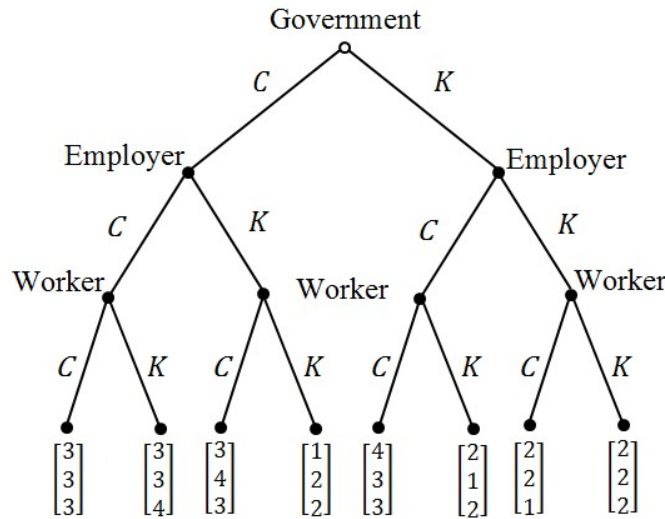 Government
C K
Employer Employer
C K C K
Worker Worker Worker
C K C K C K C K
[3 3 3] [3 3 4] [3 4 3] [1 2 2] [4 3 3] [2 1 2] [2 2 1] [2 2 2]